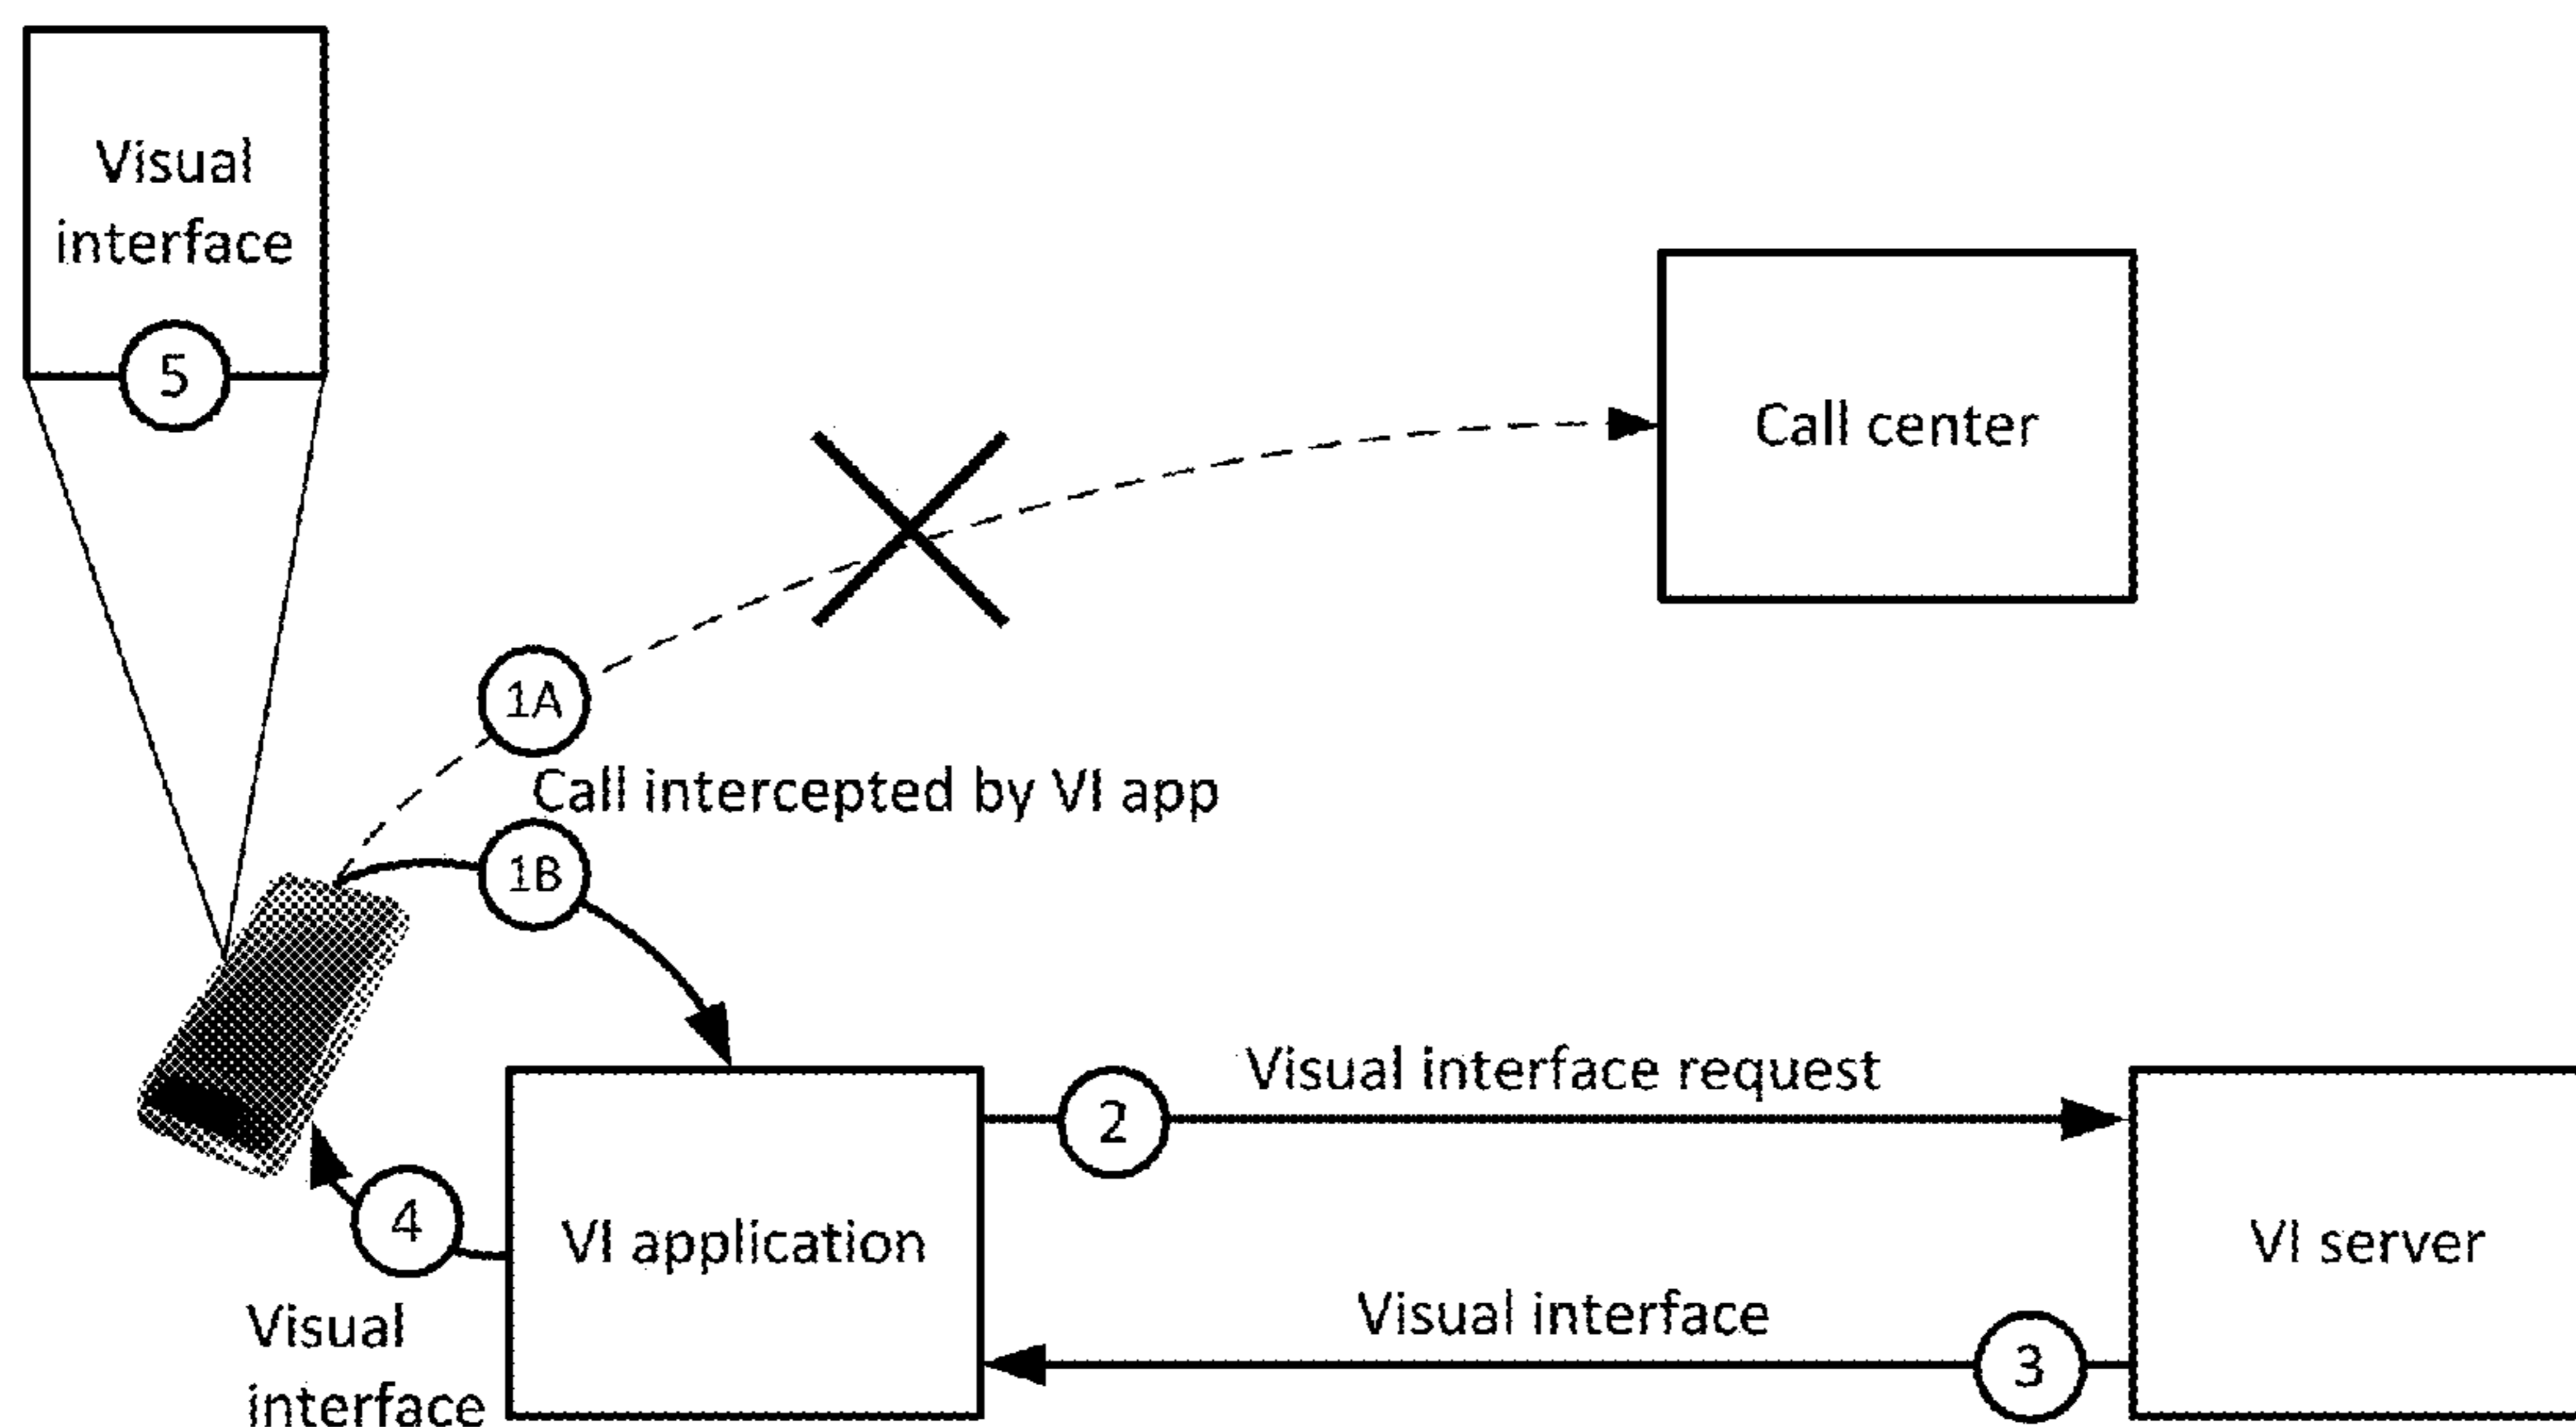 Visual
interface
5
Call center
1A
Call intercepted by VI app
1B
Visual interface request
2
VI application
VI server
4
Visual interface
3
Visual
interface